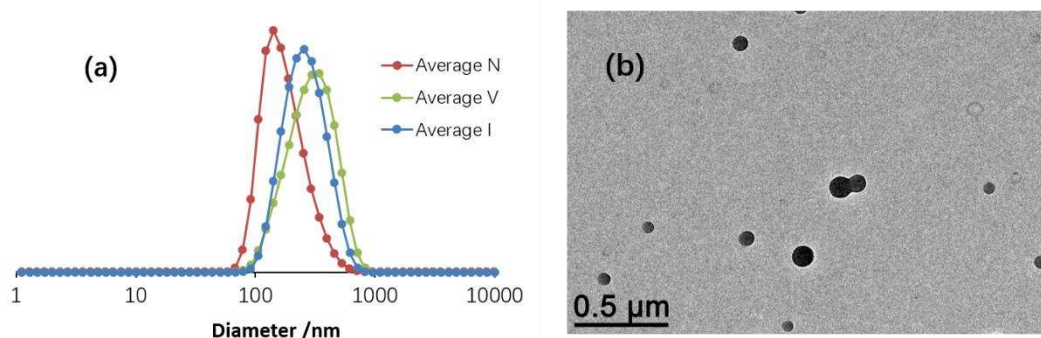 (a)
Average N
Average V
Average I
1 10 100 1000 10000
Diameter /nm
(b)
0.5 μm